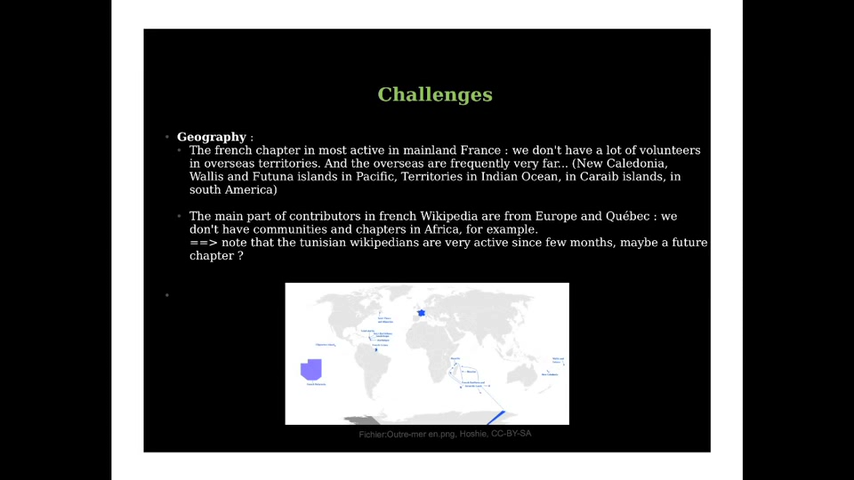 Challenges
Geography :
The french chapter in most active in mainland France : we don't have a lot of volunteers
in overseas territories. And the overseas are frequently very far... (New Caledonia,
Wallis and Futuna islands in Pacific, Territories in Indian Ocean, in Caraib islands, in
south America)
The main part of contributors in french Wikipedia are from Europe and Québec : we
don't have communities and chapters in Africa, for example.
==> note that the tunisian wikipedians are very active since few months, maybe a future
chapter ?
Fichier:Outre-mer en.png, Hoshie, CC-BY-SA